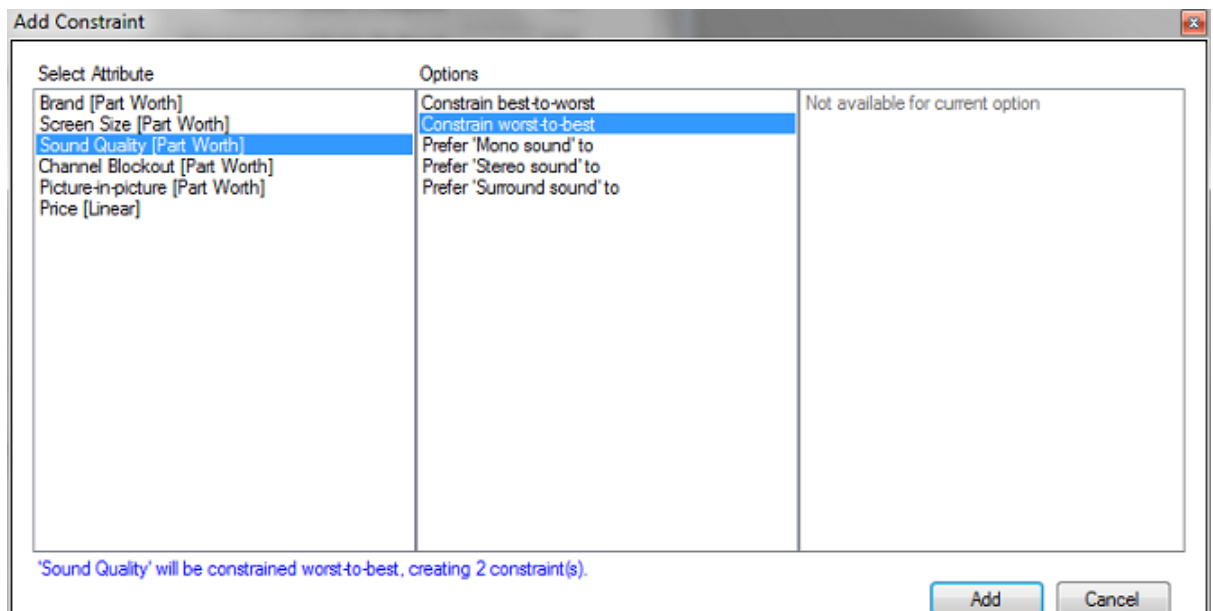 Add Constraint
Select Attribute
Options
Brand [Part Worth]
Screen Size [Part Worth]
Sound Quality [Part Worth]
Channel Blockout [Part Worth]
Picture-in-picture [Part Worth]
Price [Linear]
Constrain best-to-worst
Constrain worst-to-best
Prefer 'Mono sound' to
Prefer 'Stereo sound' to
Prefer 'Surround sound' to
Not available for current option
'Sound Quality' will be constrained worst-to-best, creating 2 constraint(s).
Add
Cancel